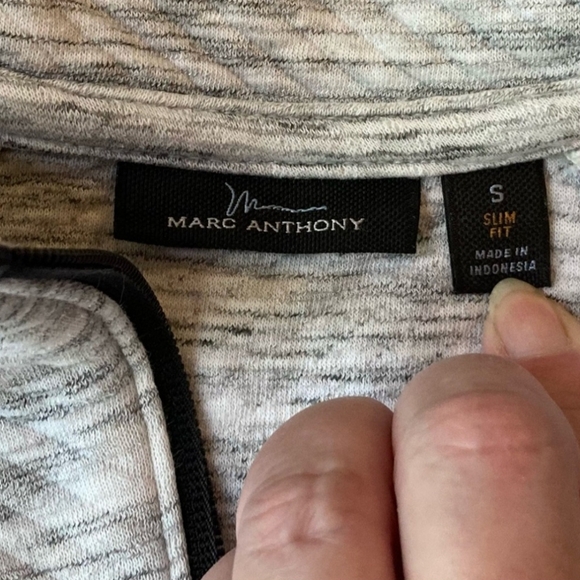 MARC ANTHONY
S
SLIM
FIT
MADE IN
INDONESIA